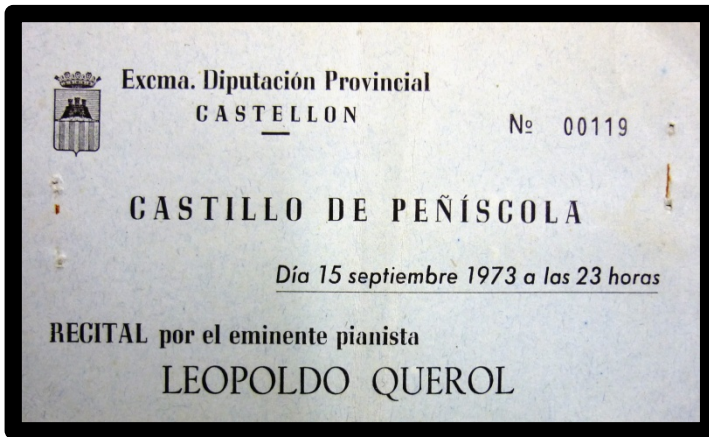 Excma. Diputación Provincial
CASTELLON
Nº 00119
CASTILLO DE PEÑÍSCOLA
Día 15 septiembre 1973 a las 23 horas
RECITAL por el eminente pianista
LEOPOLDO QUEROL